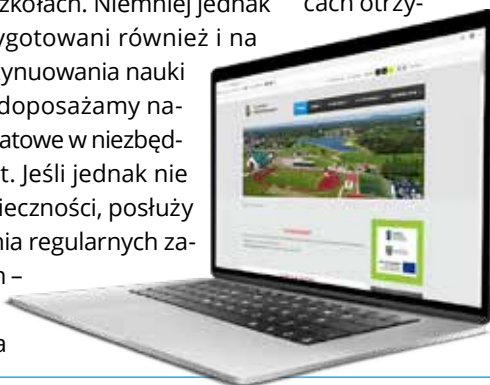 zkołach. Niemniej jednak
ygotowani również i na
ynuowania nauki
doposażamy na-
atowe w niezbęd-
t. Jeśli jednak nie
ieczności, posłuży
nia regularnych za-
n –
a
cach otrzy-